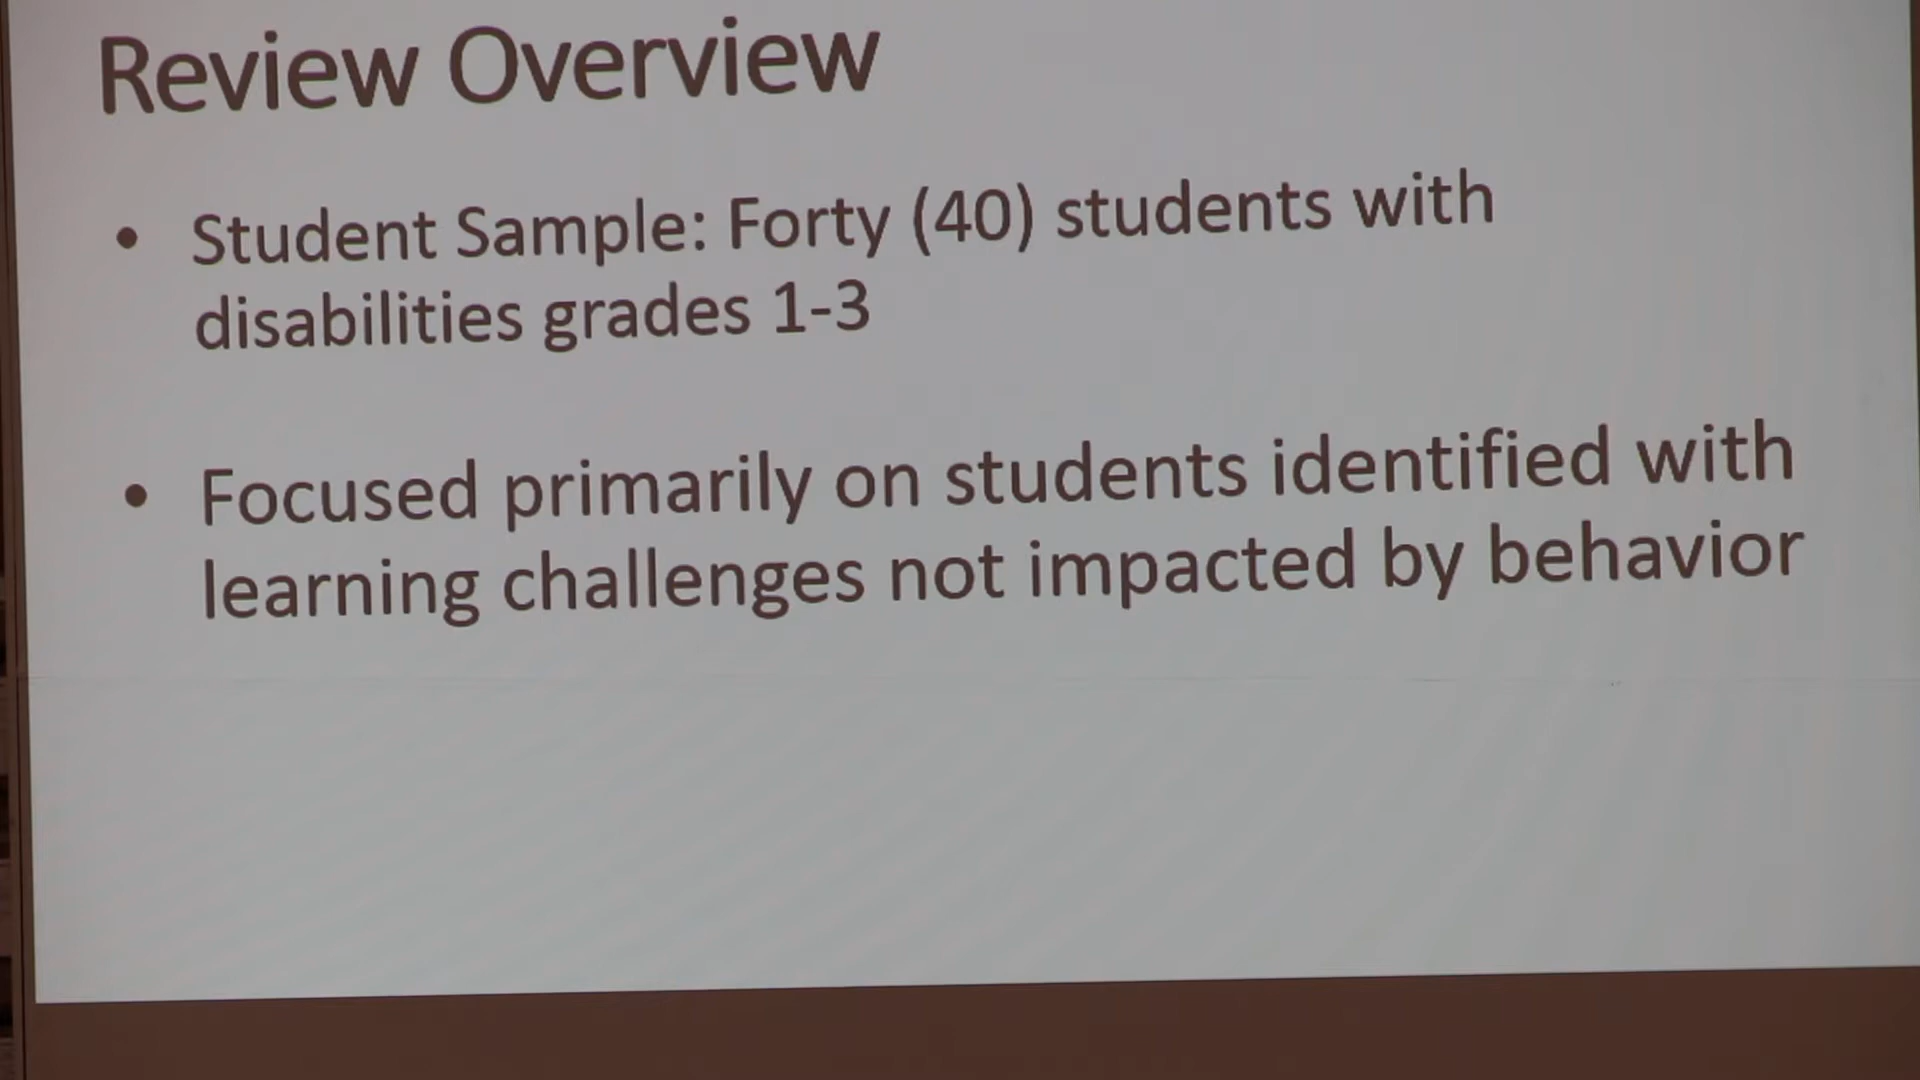 Review Overview
• Student Sample: Forty (40) students with
disabilities grades 1-3
• Focused primarily on students identified with
learning challenges not impacted by behavior